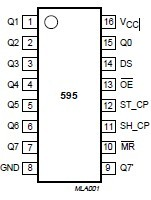 Q1 1 16 VCC
Q2 2 15 Q0
Q3 3 14 DS
Q4 4 13 OE
Q5 5 595 12 ST_CP
Q6 6 11 SH_CP
Q7 7 10 MR
GND 8 9 Q7'
MLA001